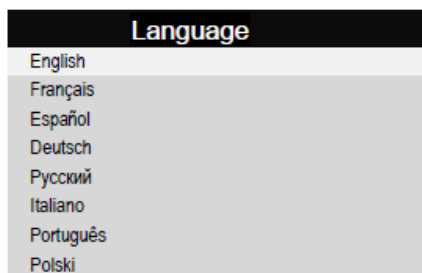 Language
English
Français
Español
Deutsch
Русский
Italiano
Português
Polski